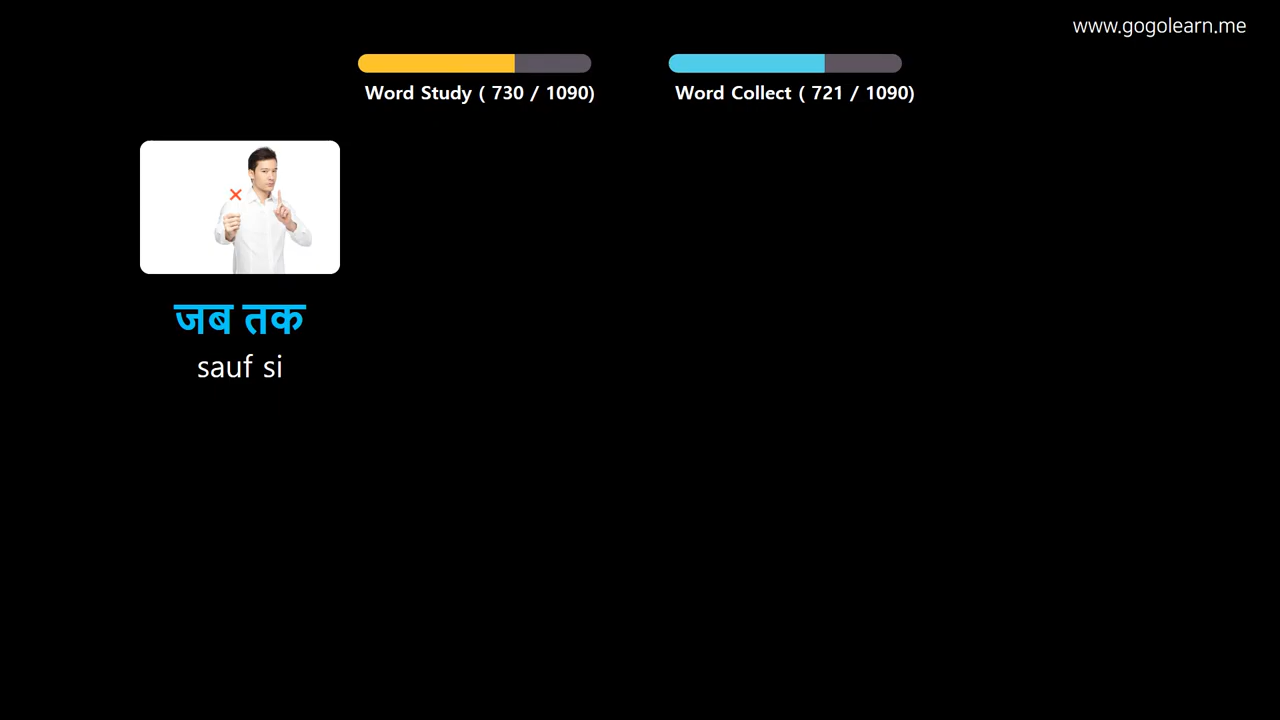 www.gogolearn.me
Word Study ( 730 / 1090)
Word Collect ( 721 / 1090)
जब तक
sauf si